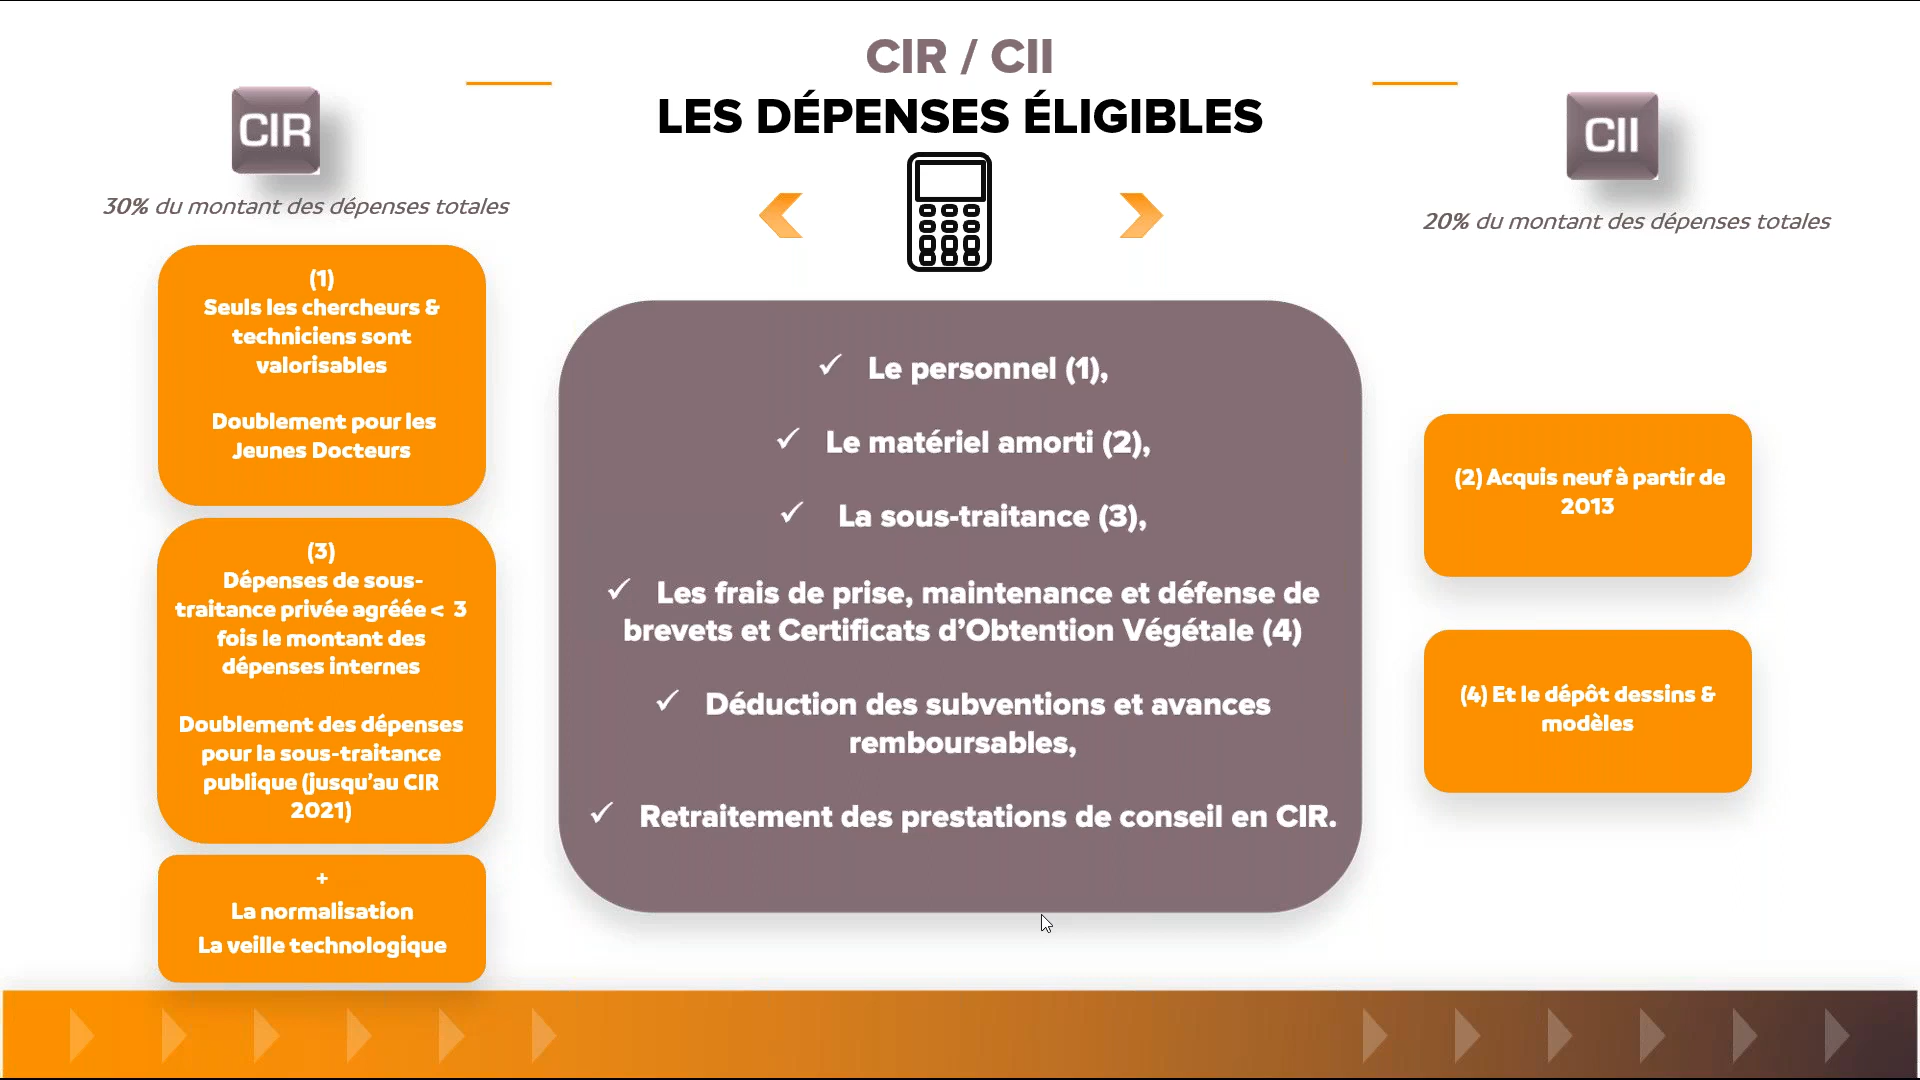 CIR / CII
LES DÉPENSES ÉLIGIBLES
CIR
30% du montant des dépenses totales
(1)
Seuls les chercheurs &
techniciens sont
valorisables
Doublement pour les
Jeunes Docteurs
(3)
Dépenses de sous-
traitance privée agréée < 3
fois le montant des
dépenses internes
Doublement des dépenses
pour la sous-traitance
publique (jusqu'au CIR
2021)
+
La normalisation
La veille technologique
✓ Le personnel (1),
✓ Le matériel amorti (2),
✓ La sous-traitance (3),
✓ Les frais de prise, maintenance et défense de
brevets et Certificats d'Obtention Végétale (4)
✓ Déduction des subventions et avances
remboursables,
✓ Retraitement des prestations de conseil en CIR.
CII
20% du montant des dépenses totales
(2) Acquis neuf à partir de
2013
(4) Et le dépôt dessins &
modèles